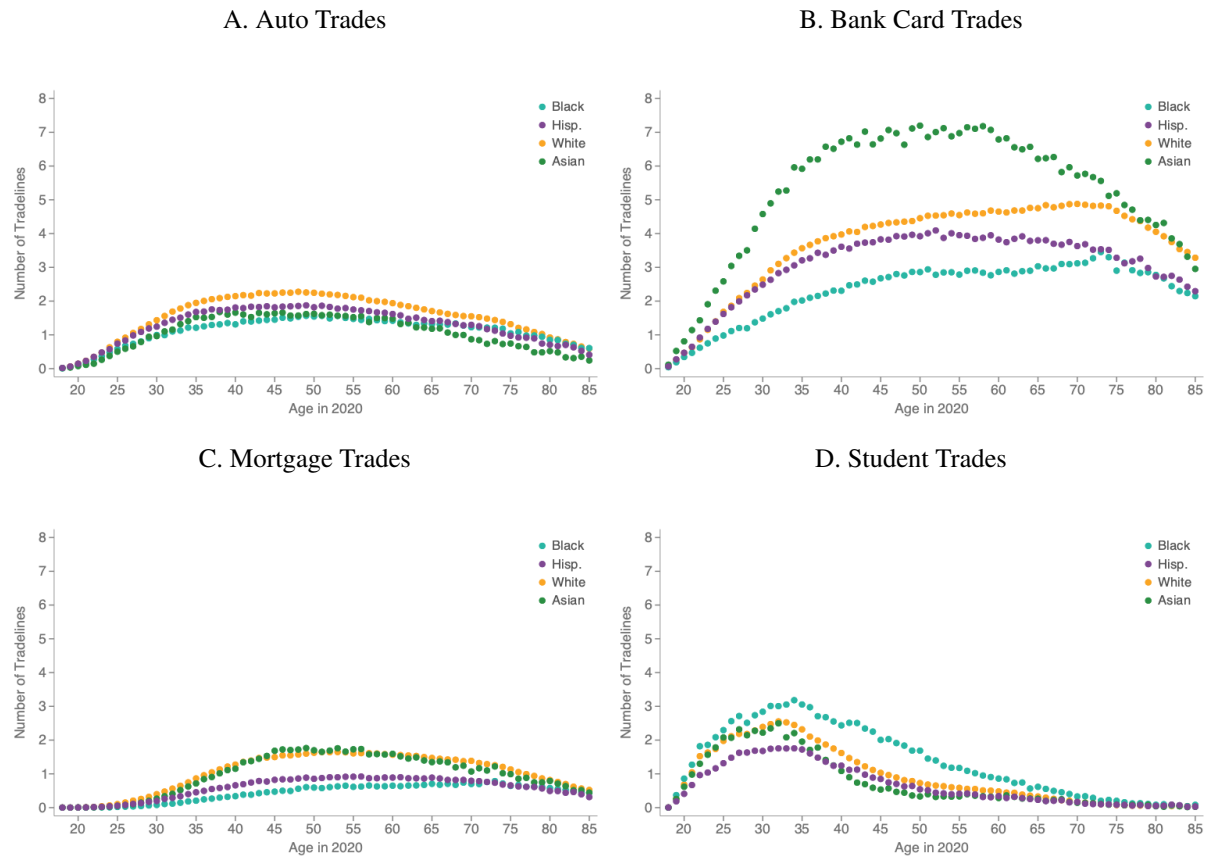 A. Auto Trades
8
7
6
5
4
3
2
1
0
Number of Tradelines
Black
Hisp.
White
Asian
20 25 30 35 40 45 50 55 60 65 70 75 80 85
Age in 2020
B. Bank Card Trades
8
7
6
5
4
3
2
1
0
Number of Tradelines
Black
Hisp.
White
Asian
20 25 30 35 40 45 50 55 60 65 70 75 80 85
Age in 2020
C. Mortgage Trades
8
7
6
5
4
3
2
1
0
Number of Tradelines
Black
Hisp.
White
Asian
20 25 30 35 40 45 50 55 60 65 70 75 80 85
Age in 2020
D. Student Trades
8
7
6
5
4
3
2
1
0
Number of Tradelines
Black
Hisp.
White
Asian
20 25 30 35 40 45 50 55 60 65 70 75 80 85
Age in 2020